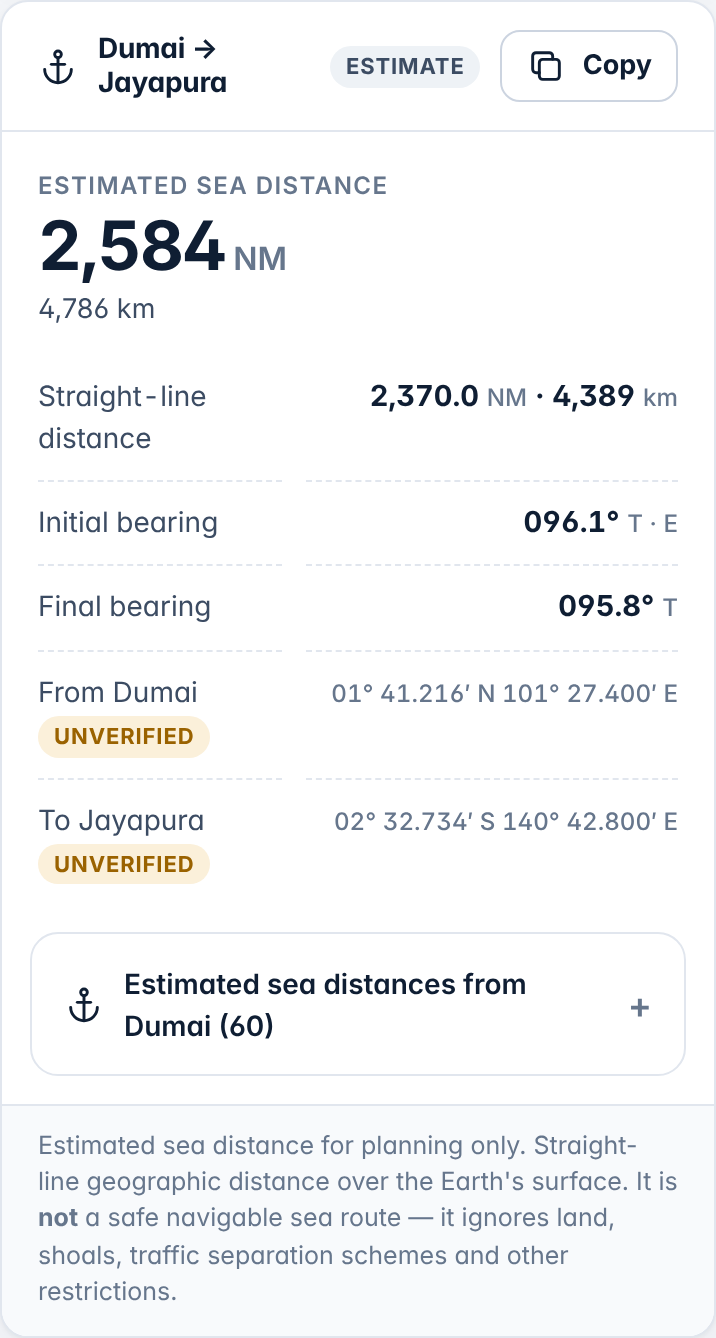 Dumai →
Jayapura
ESTIMATE
Copy
ESTIMATED SEA DISTANCE
2,584 NM
4,786 km
Straight-line
distance
2,370.0 NM · 4,389 km
Initial bearing
096.1° T · E
Final bearing
095.8° T
From Dumai
UNVERIFIED
01° 41.216′ N 101° 27.400′ E
To Jayapura
UNVERIFIED
02° 32.734′ S 140° 42.800′ E
Estimated sea distances from
Dumai (60)
+
Estimated sea distance for planning only. Straight-
line geographic distance over the Earth's surface. It is
not a safe navigable sea route — it ignores land,
shoals, traffic separation schemes and other
restrictions.